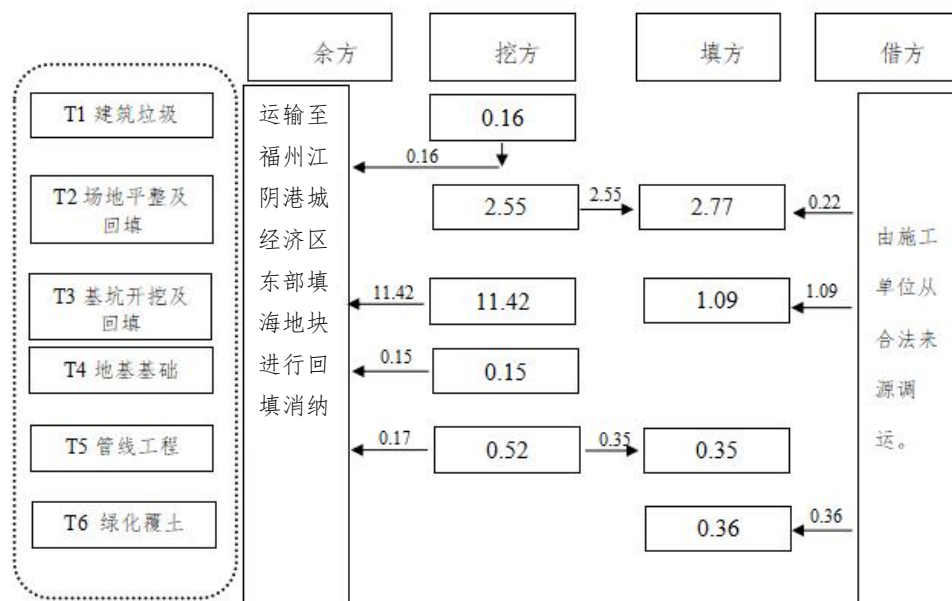 余方 挖方 填方 借方
T1 建筑垃圾
运输至
0.16
0.16
福州江
T2 场地平整及
回填
阴港城
2.55
2.55
2.77
0.22
经济区
由施工
T3 基坑开挖及
回填
东部填
11.42
11.42
1.09
1.09
单位从
海地块
合法来
T4 地基基础
进行回
0.15
0.15
源调
填消纳
T5 管线工程
0.17
0.52
0.35
0.35
运。
T6 绿化覆土
0.36
0.36